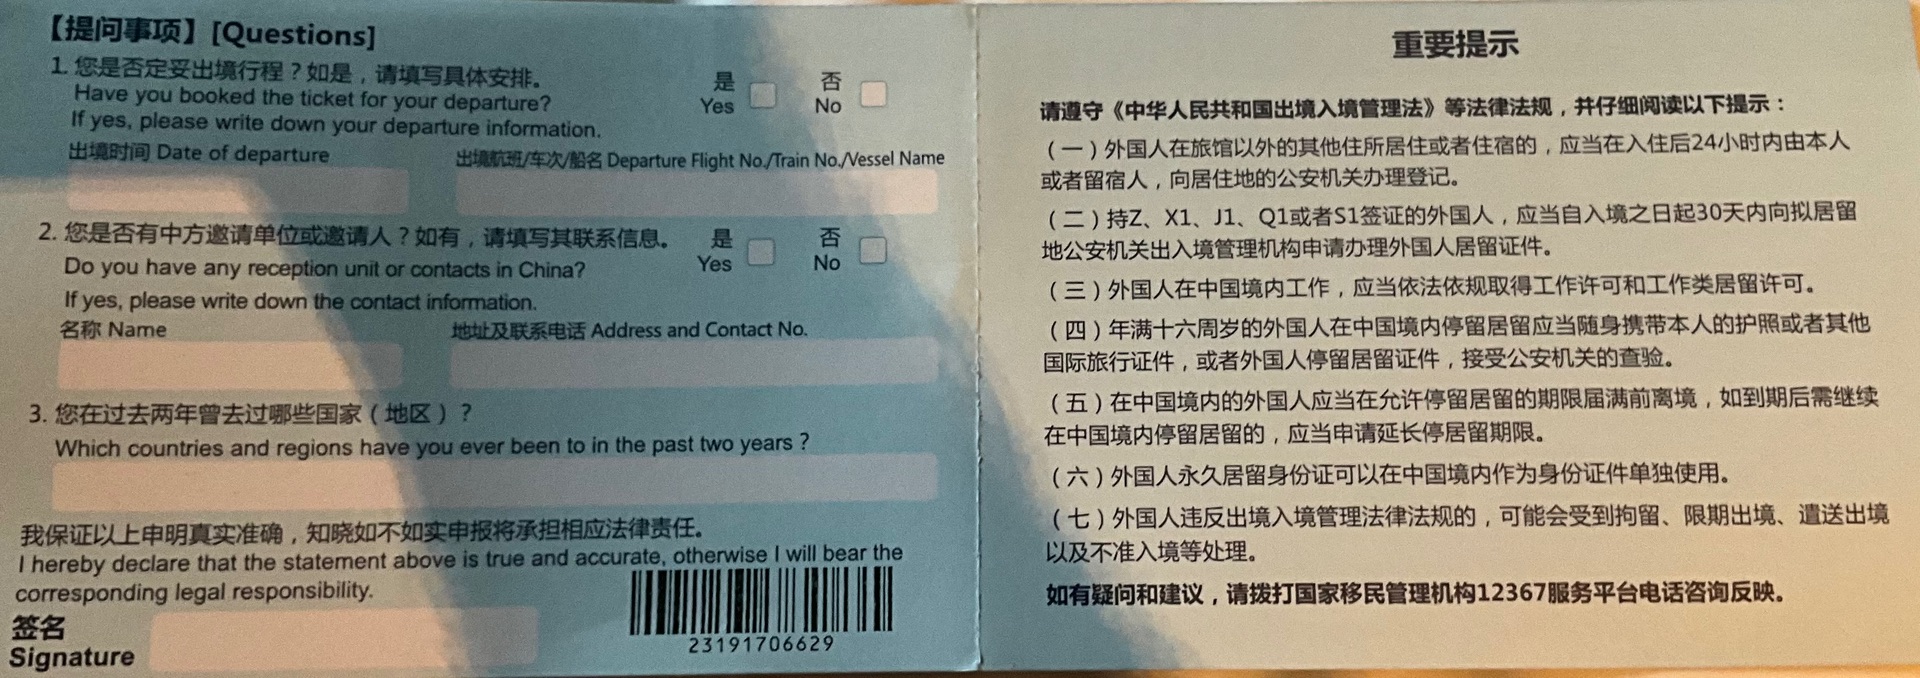 【提问事项】[Questions]
1. 您是否定妥出境行程？如是，请填写具体安排。
是 否
Have you booked the ticket for your departure?
Yes No
If yes, please write down your departure information.
出境时间 Date of departure
出境航班/车次/船名 Departure Flight No./Train No./Vessel Name
2. 您是否有中方邀请单位或邀请人？如有，请填写其联系信息。
是 否
Do you have any reception unit or contacts in China?
Yes No
If yes, please write down the contact information.
名称 Name
地址及联系电话 Address and Contact No.
3. 您在过去两年曾去过哪些国家（地区）？
Which countries and regions have you ever been to in the past two years？
我保证以上申明真实准确，知晓如不如实申报将承担相应法律责任。
I hereby declare that the statement above is true and accurate, otherwise I will bear the
corresponding legal responsibility.
签名
Signature
23191706629
重要提示
请遵守《中华人民共和国出境入境管理法》等法律法规，并仔细阅读以下提示：
（一）外国人在旅馆以外的其他住所居住或者住宿的，应当在入住后24小时内由本人
或者留宿人，向居住地的公安机关办理登记。
（二）持Z、X1、J1、Q1或者S1签证的外国人，应当自入境之日起30天内向拟居留
地公安机关出入境管理机构申请办理外国人居留证件。
（三）外国人在中国境内工作，应当依法依规取得工作许可和工作类居留许可。
（四）年满十六周岁的外国人在中国境内停留居留应当随身携带本人的护照或者其他
国际旅行证件，或者外国人停留居留证件，接受公安机关的查验。
（五）在中国境内的外国人应当在允许停留居留的期限届满前离境，如到期后需继续
在中国境内停留居留的，应当申请延长停居留期限。
（六）外国人永久居留身份证可以在中国境内作为身份证件单独使用。
（七）外国人违反出境入境管理法律法规的，可能会受到拘留、限期出境、遣送出境
以及不准入境等处理。
如有疑问和建议，请拨打国家移民管理机构12367服务平台电话咨询反映。